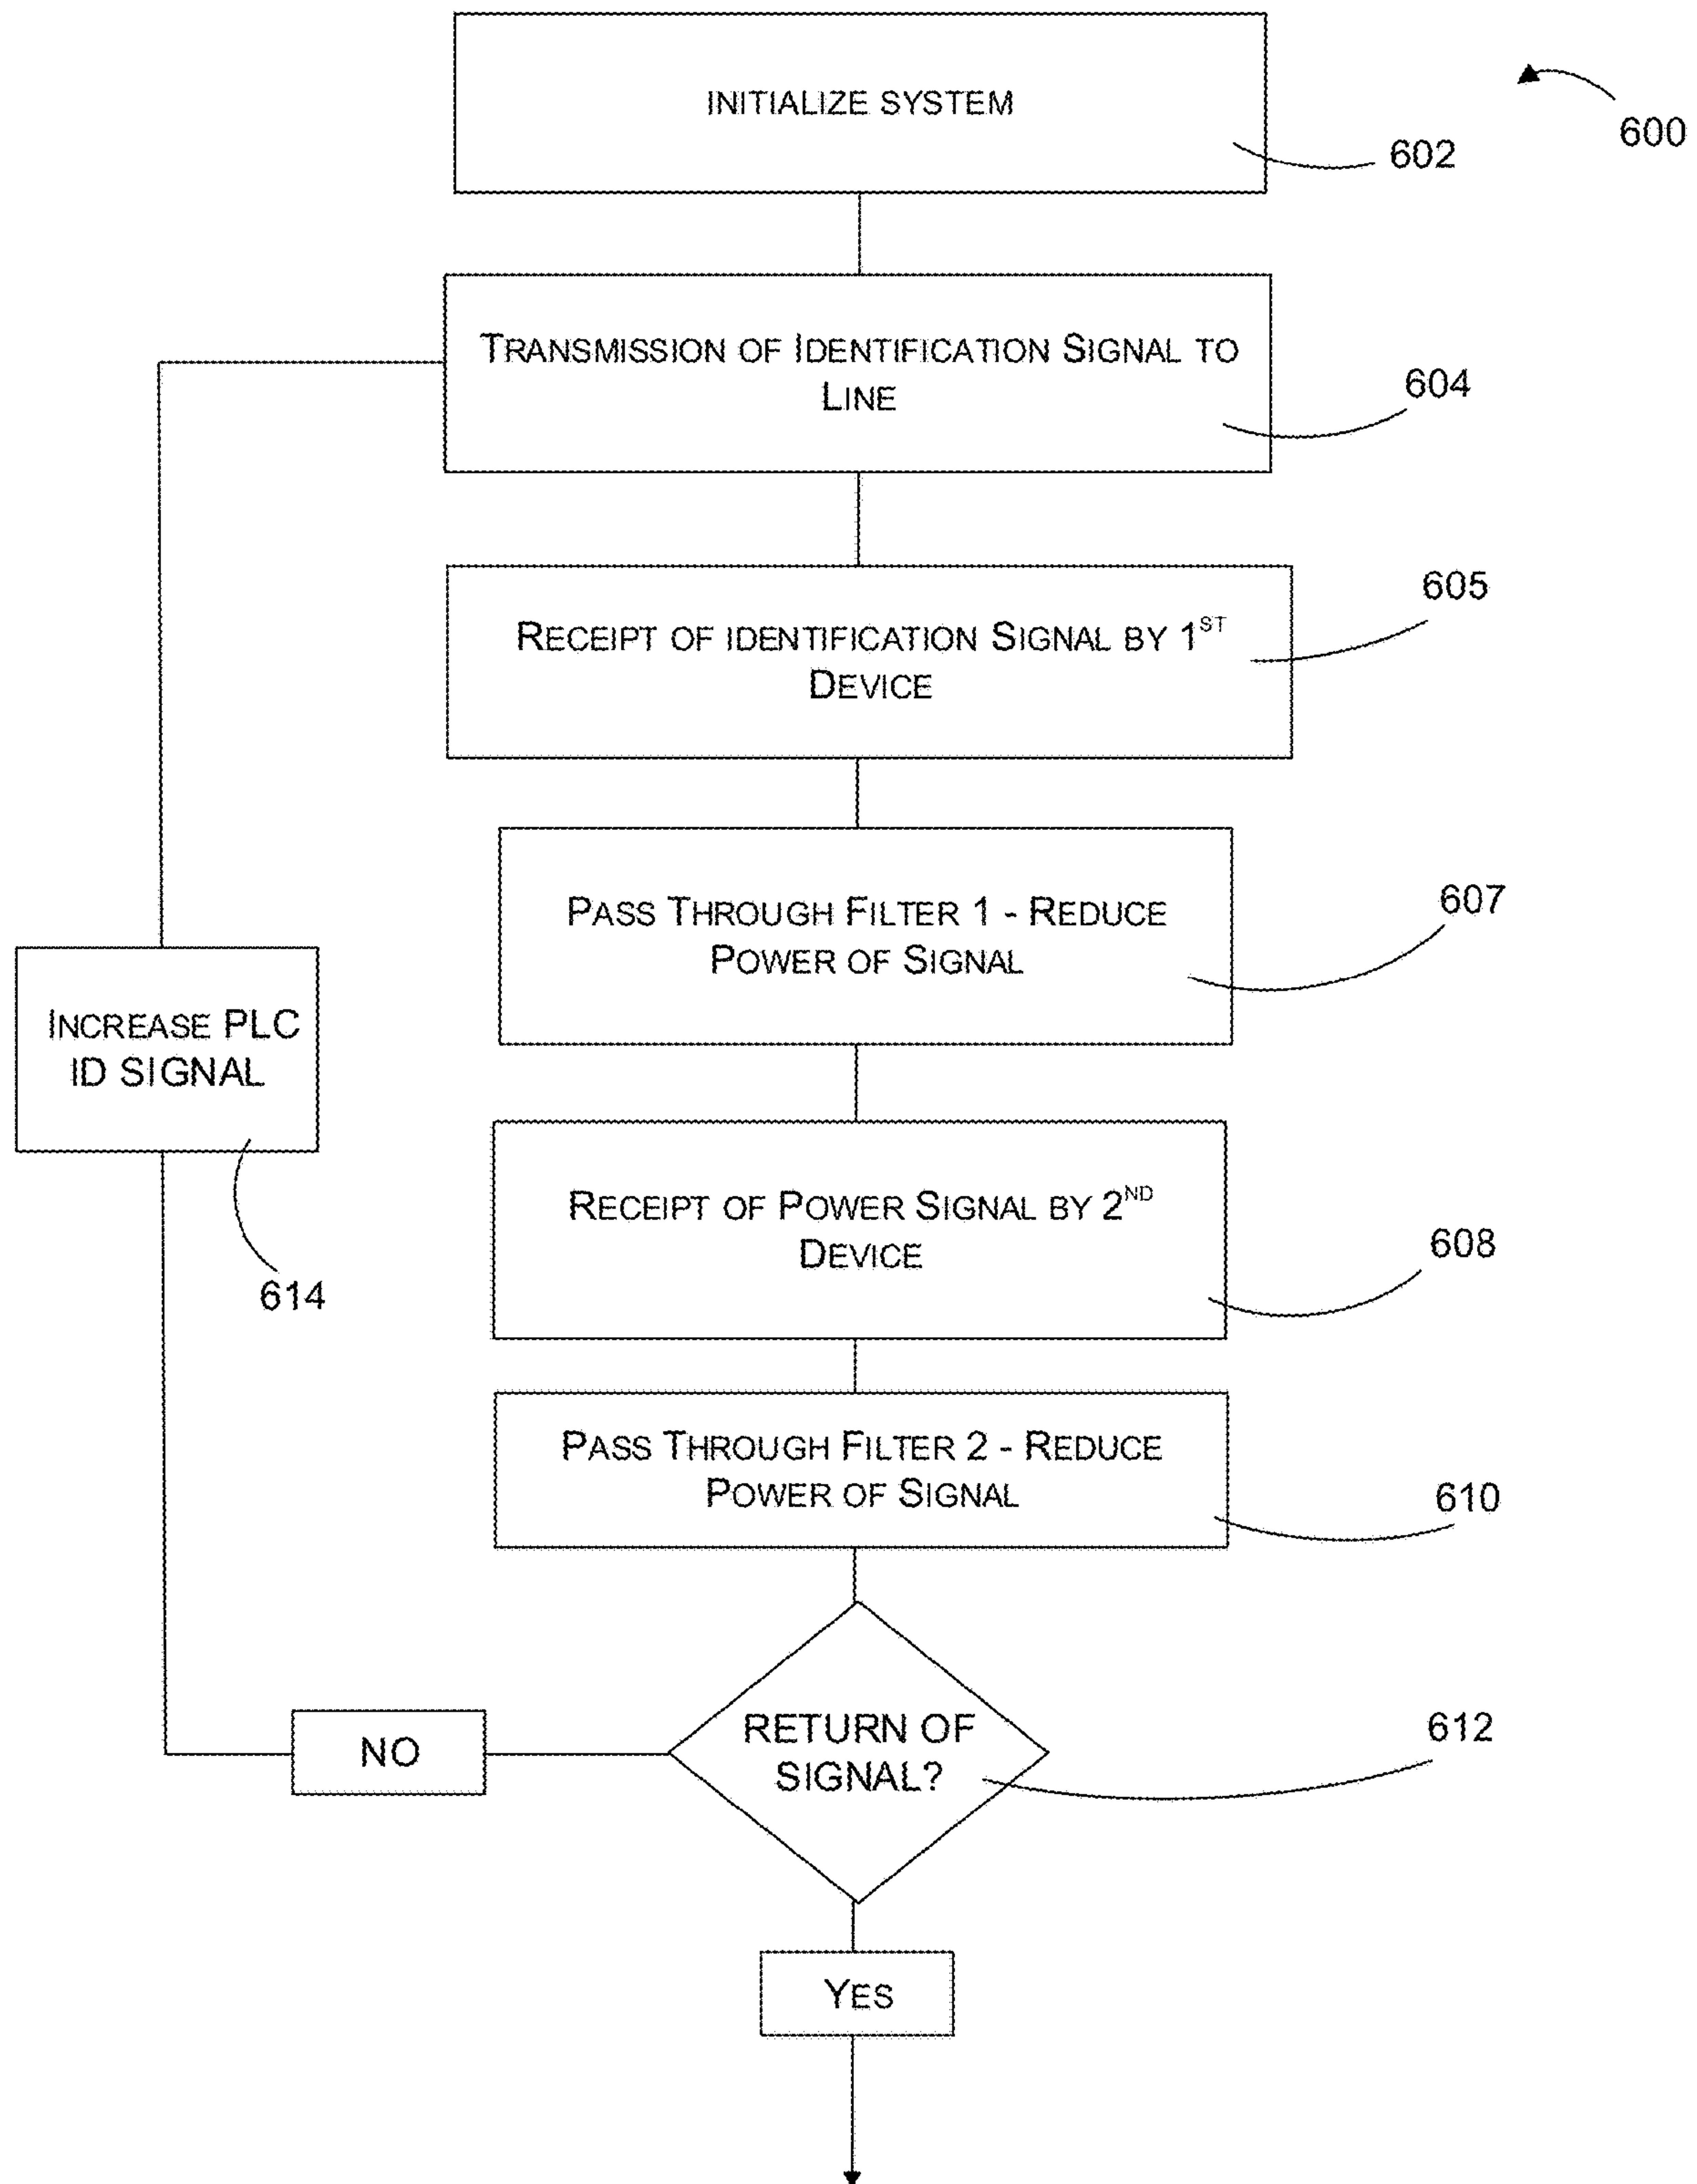 INITIALIZE SYSTEM
600
602
TRANSMISSION OF IDENTIFICATION SIGNAL TO
LINE
604
RECEIPT OF IDENTIFICATION SIGNAL BY 1ST
DEVICE
605
PASS THROUGH FILTER 1 - REDUCE
POWER OF SIGNAL
607
INCREASE PLC
ID SIGNAL
614
RECEIPT OF POWER SIGNAL BY 2ND
DEVICE
608
PASS THROUGH FILTER 2 - REDUCE
POWER OF SIGNAL
610
RETURN OF
SIGNAL?
612
NO
YES